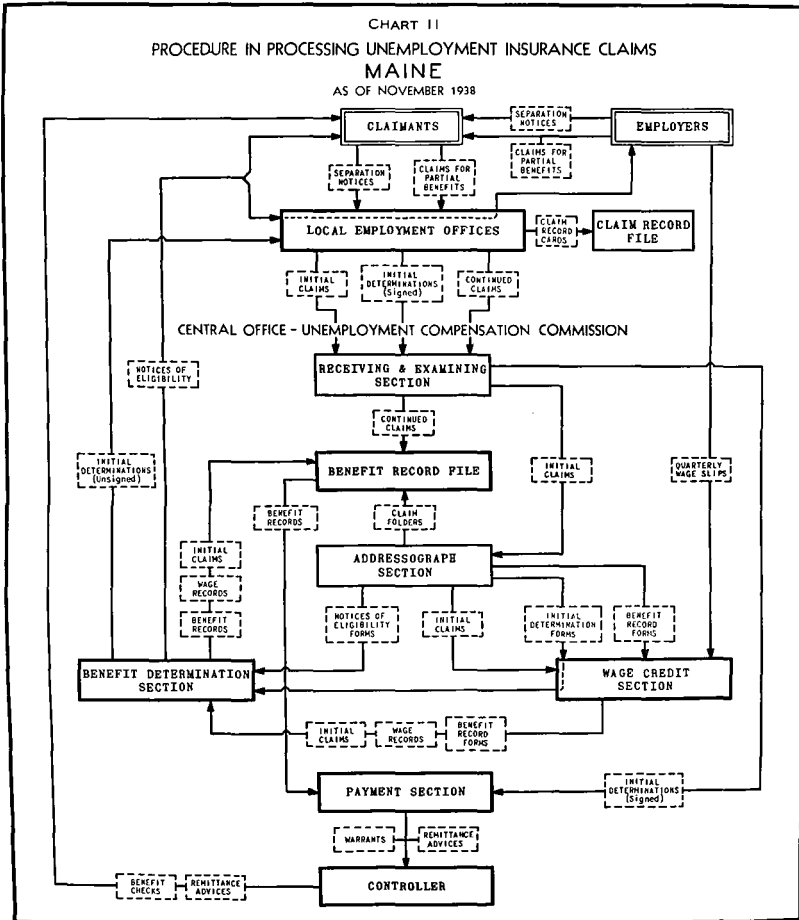 CHART II
PROCEDURE IN PROCESSING UNEMPLOYMENT INSURANCE CLAIMS
MAINE
AS OF NOVEMBER 1938
CLAIMANTS
SEPARATION
NOTICES
EMPLOYERS
CLAIMS FOR
PARTIAL
BENEFITS
SEPARATION
NOTICES
CLAIMS FOR
PARTIAL
BENEFITS
LOCAL EMPLOYMENT OFFICES
CLAIM
RECORD
CARDS
CLAIM RECORD
FILE
INITIAL
CLAIMS
INITIAL
DETERMINATIONS
(Signed)
CONTINUED
CLAIMS
CENTRAL OFFICE - UNEMPLOYMENT COMPENSATION COMMISSION
RECEIVING & EXAMINING
SECTION
NOTICES OF
ELIGIBILITY
CONTINUED
CLAIMS
INITIAL
DETERMINATIONS
(Unsigned)
BENEFIT RECORD FILE
INITIAL
CLAIMS
QUARTERLY
WAGE SLIPS
BENEFIT
RECORDS
CLAIM
FOLDERS
INITIAL
CLAIMS
WAGE
RECORDS
BENEFIT
RECORDS
ADDRESSOGRAPH
SECTION
NOTICES OF
ELIGIBILITY
FORMS
INITIAL
CLAIMS
INITIAL
DETERMINATION
FORMS
BENEFIT
RECORD
FORMS
BENEFIT DETERMINATION
SECTION
WAGE CREDIT
SECTION
INITIAL
CLAIMS
WAGE
RECORDS
BENEFIT
RECORD
FORMS
PAYMENT SECTION
INITIAL
DETERMINATIONS
(Signed)
WARRANTS
REMITTANCE
ADVICES
BENEFIT
CHECKS
REMITTANCE
ADVICES
CONTROLLER